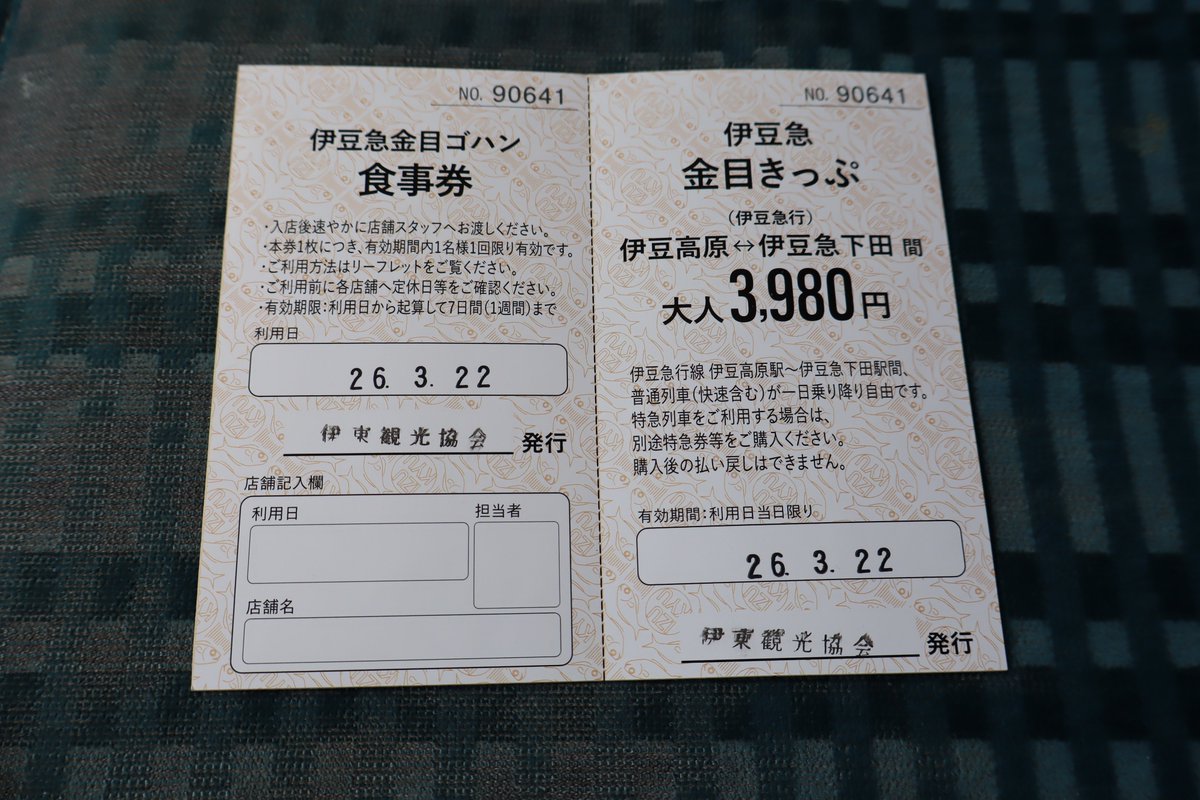 NO. 90641
伊豆急金目ゴハン
食事券
・入店後速やかに店舗スタッフへお渡しください。
・本券1枚につき、有効期間内1名様1回限り有効です。
・ご利用方法はリーフレットをご覧ください。
・ご利用前に各店舗へ定休日等をご確認ください。
・有効期限：利用日から起算して7日間(1週間)まで
利用日
26. 3. 22
伊東観光協会 発行
店舗記入欄
利用日
担当者
店舗名
NO. 90641
伊豆急
金目きっぷ
(伊豆急行)
伊豆高原↔伊豆急下田 間
大人3,980円
伊豆急行線 伊豆高原駅～伊豆急下田駅間、
普通列車(快速含む)が一日乗り降り自由です。
特急列車をご利用する場合は、
別途特急券等をご購入ください。
購入後の払い戻しはできません。
有効期間：利用日当日限り
26. 3. 22
伊東観光協会 発行